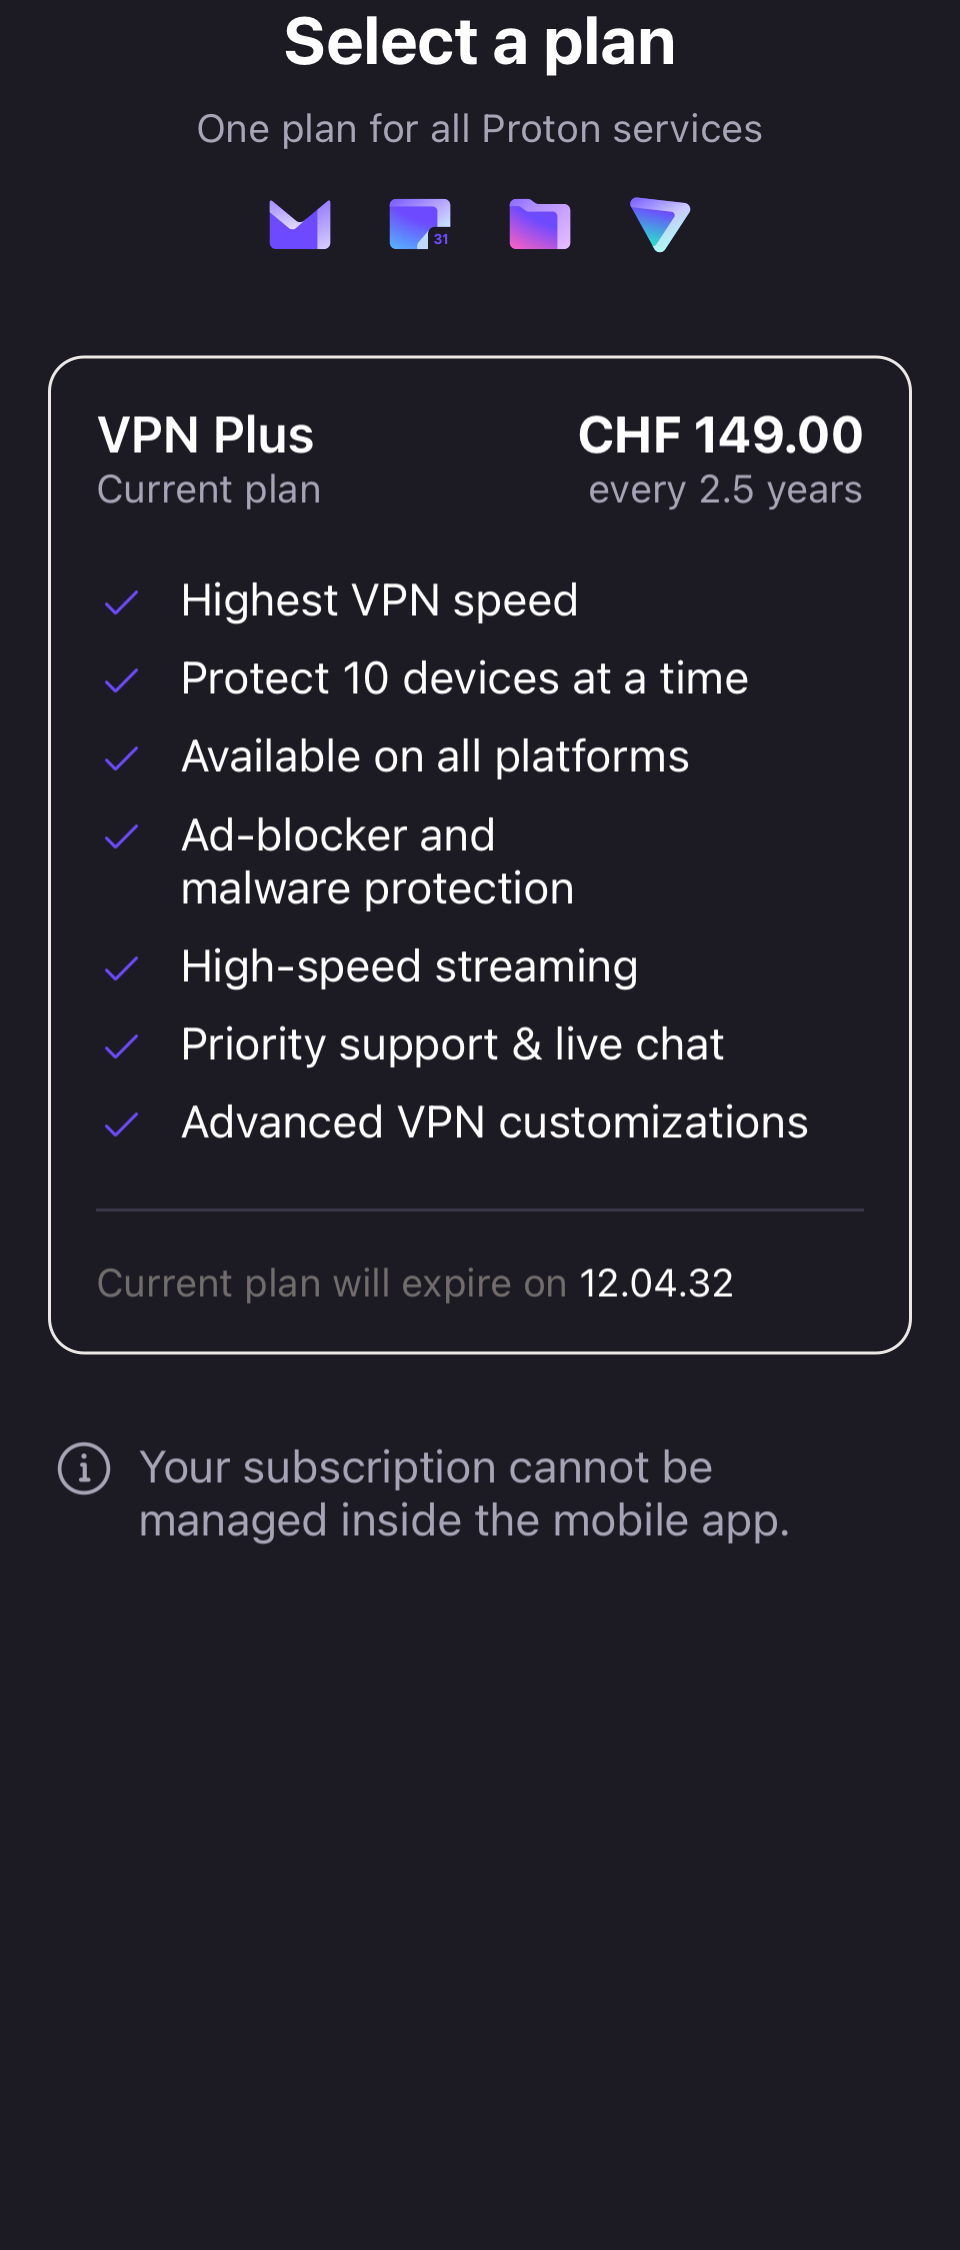 Select a plan
One plan for all Proton services
31
VPN Plus
CHF 149.00
Current plan
every 2.5 years
Highest VPN speed
Protect 10 devices at a time
Available on all platforms
Ad-blocker and
malware protection
High-speed streaming
Priority support & live chat
Advanced VPN customizations
Current plan will expire on 12.04.32
Your subscription cannot be
managed inside the mobile app.